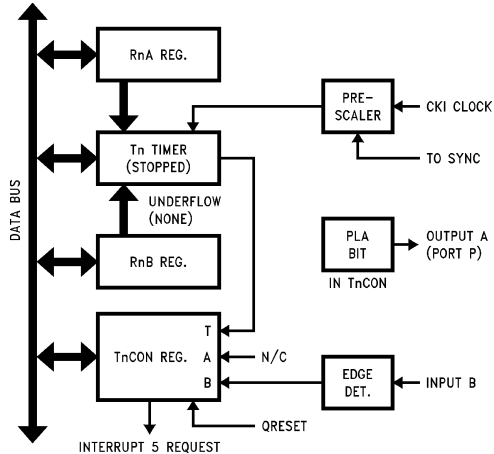 RnA REG.
PRE-
SCALER
CKI CLOCK
Tn TIMER
(STOPPED)
TO SYNC
DATA BUS
UNDERFLOW
(NONE)
RnB REG.
PLA
BIT
OUTPUT A
(PORT P)
IN TnCON
TnCON REG.
T
A
N/C
B
EDGE
DET.
INPUT B
QRESET
INTERRUPT 5 REQUEST